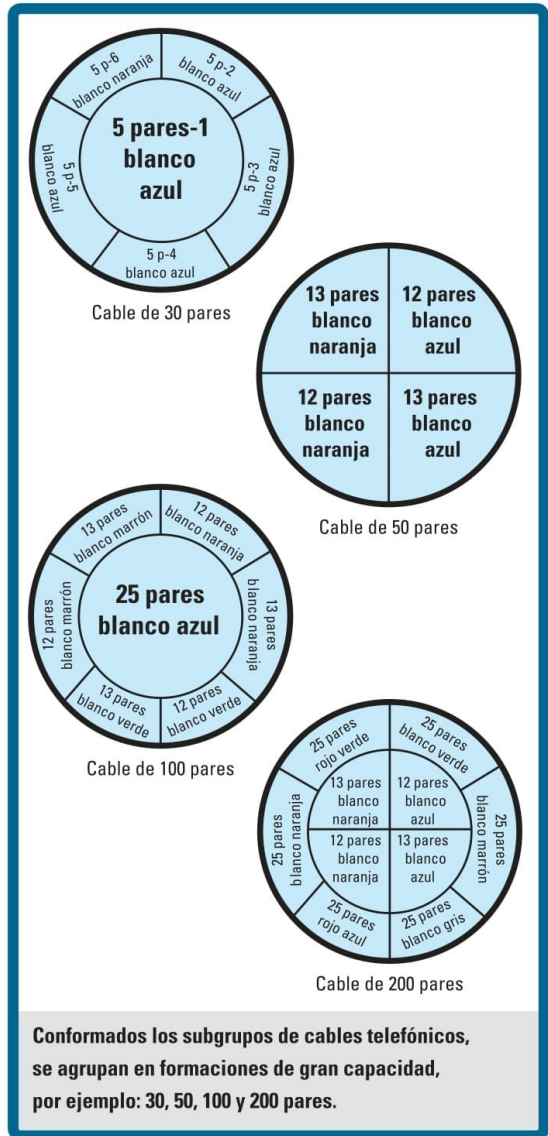 5 p-6
blanco naranja
5 p-2
blanco azul
5 pares-1
blanco
azul
5 p-5
blanco azul
5 p-3
blanco azul
5 p-4
blanco azul
Cable de 30 pares
13 pares
blanco
naranja
12 pares
blanco
azul
12 pares
blanco
naranja
13 pares
blanco
azul
Cable de 50 pares
13 pares
blanco marrón
12 pares
blanco naranja
12 pares
blanco marrón
25 pares
blanco azul
13 pares
blanco naranja
13 pares
blanco verde
12 pares
blanco verde
Cable de 100 pares
25 pares
rojo verde
25 pares
blanco verde
25 pares
blanco naranja
13 pares
blanco
naranja
12 pares
blanco
azul
25 pares
blanco marrón
12 pares
blanco
naranja
13 pares
blanco
azul
25 pares
rojo azul
25 pares
blanco gris
Cable de 200 pares
Conformados los subgrupos de cables telefónicos,
se agrupan en formaciones de gran capacidad,
por ejemplo: 30, 50, 100 y 200 pares.